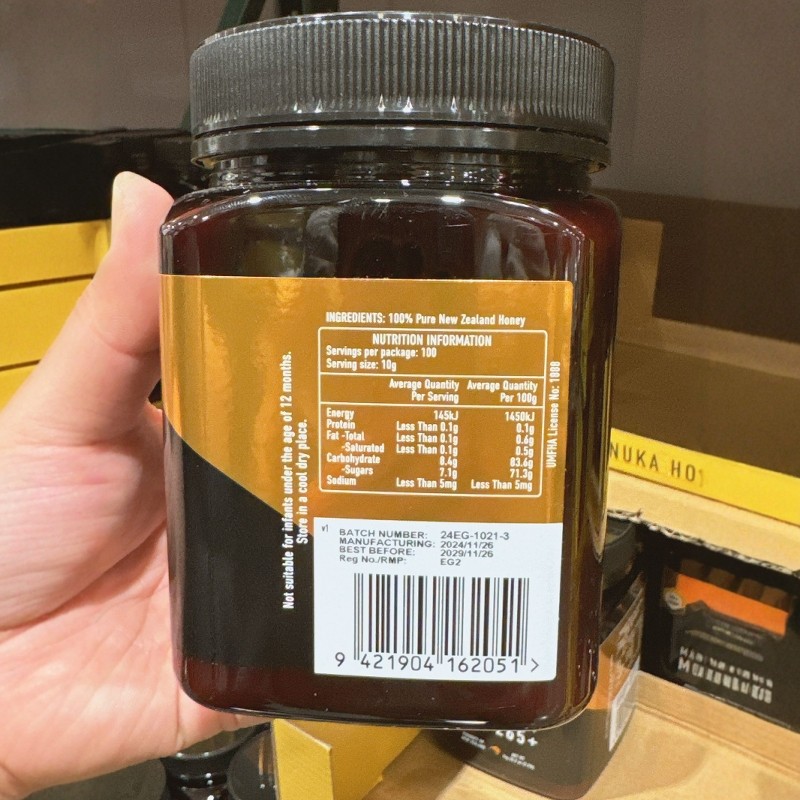 INGREDIENTS: 100% Pure New Zealand Honey
NUTRITION INFORMATION
Servings per package: 100
Serving size: 10g
Average Quantity Average Quantity
Per Serving Per 100g
Energy 145kJ 1450kJ
Protein Less Than 0.1g 0.1g
Fat -Total Less Than 0.1g 0.6g
-Saturated Less Than 0.1g 0.5g
Carbohydrate 8.4g 83.6g
-Sugars 7.1g 71.3g
Sodium Less Than 5mg Less Than 5mg
UMFHA License No: 1088
Not suitable for infants under the age of 12 months.
Store in a cool dry place.
v1
BATCH NUMBER: 24EG-1021-3
MANUFACTURING: 2024/11/26
BEST BEFORE: 2029/11/26
Reg No./RMP: EG2
9 421904 162051 >
NUKA HO
265+